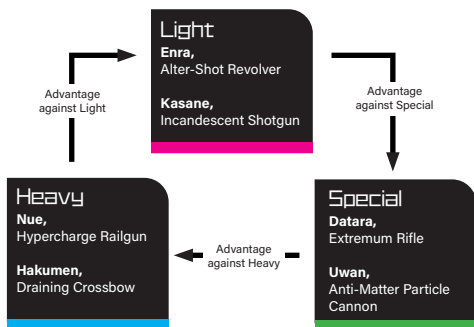 Light
Enra,
Alter-Shot Revolver
Kasane,
Incandescent Shotgun
Advantage
against Light
Advantage
against Special
Heavy
Nue,
Hypercharge Railgun
Hakumen,
Draining Crossbow
Advantage
against Heavy
Special
Datara,
Extremum Rifle
Uwan,
Anti-Matter Particle
Cannon